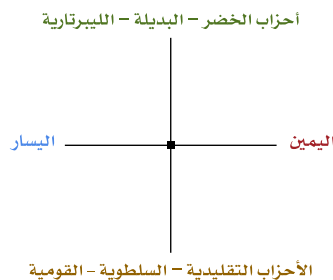 أحزاب الخضر – البديلة – الليبرتارية
اليمين
اليسار
الأحزاب التقليدية – السلطوية - القومية